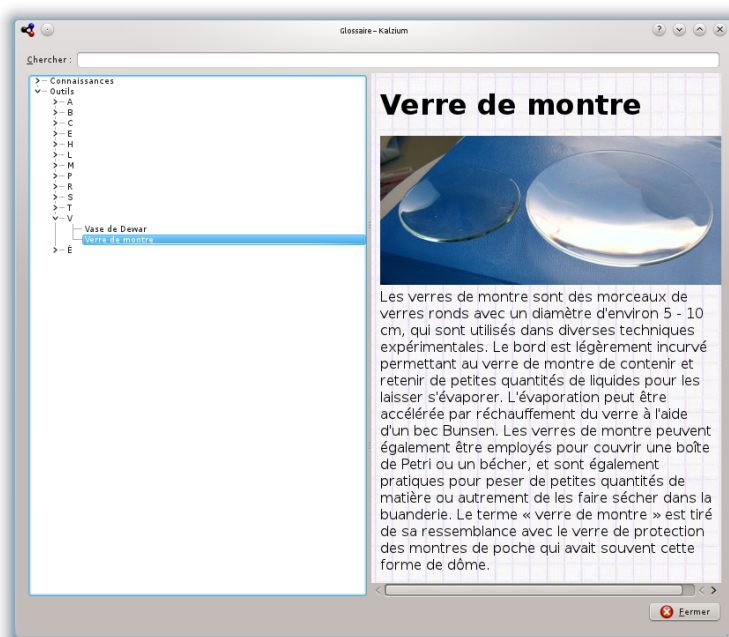 Glossaire – Kalzium
Chercher :
Connaissances
Outils
A
B
C
E
H
L
M
P
R
S
T
V
Vase de Dewar
Verre de montre
É
Verre de montre
Les verres de montre sont des morceaux de
verres ronds avec un diamètre d'environ 5 - 10
cm, qui sont utilisés dans diverses techniques
expérimentales. Le bord est légèrement incurvé
permettant au verre de montre de contenir et
retenir de petites quantités de liquides pour les
laisser s'évaporer. L'évaporation peut être
accélérée par réchauffement du verre à l'aide
d'un bec Bunsen. Les verres de montre peuvent
également être employés pour couvrir une boîte
de Petri ou un bécher, et sont également
pratiques pour peser de petites quantités de
matière ou autrement de les faire sécher dans la
buanderie. Le terme « verre de montre » est tiré
de sa ressemblance avec le verre de protection
des montres de poche qui avait souvent cette
forme de dôme.
Fermer